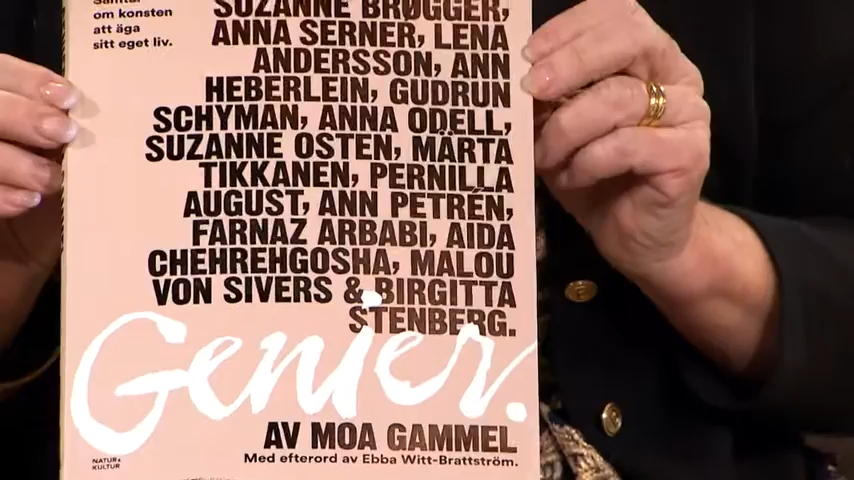 Samtal
om konsten
att äga
sitt eget liv.
SUZANNE BRØGGER,
ANNA SERNER, LENA
ANDERSSON, ANN
HEBERLEIN, GUDRUN
SCHYMAN, ANNA ODELL,
SUZANNE OSTEN, MÄRTA
TIKKANEN, PERNILLA
AUGUST, ANN PETRÉN,
FARNAZ ARBABI, AIDA
CHEHREHGOSHA, MALOU
VON SIVERS & BIRGITTA
STENBERG.
Genier.
AV MOA GAMMEL
Med efterord av Ebba Witt-Brattström.
NATUR &
KULTUR